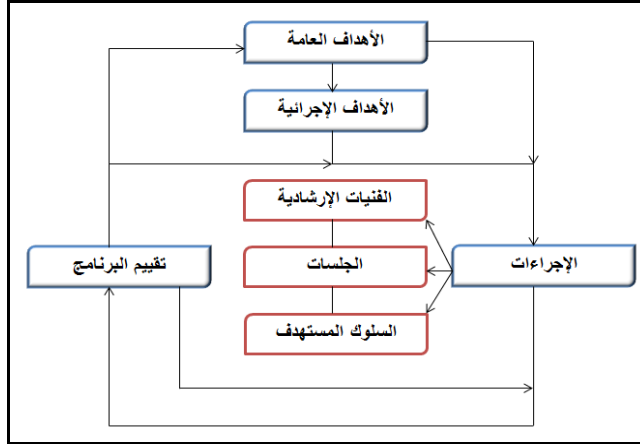 الأهداف العامة
الأهداف الإجرائية
الفنيات الإرشادية
الإجراءات
الجلسات
تقييم البرنامج
السلوك المستهدف